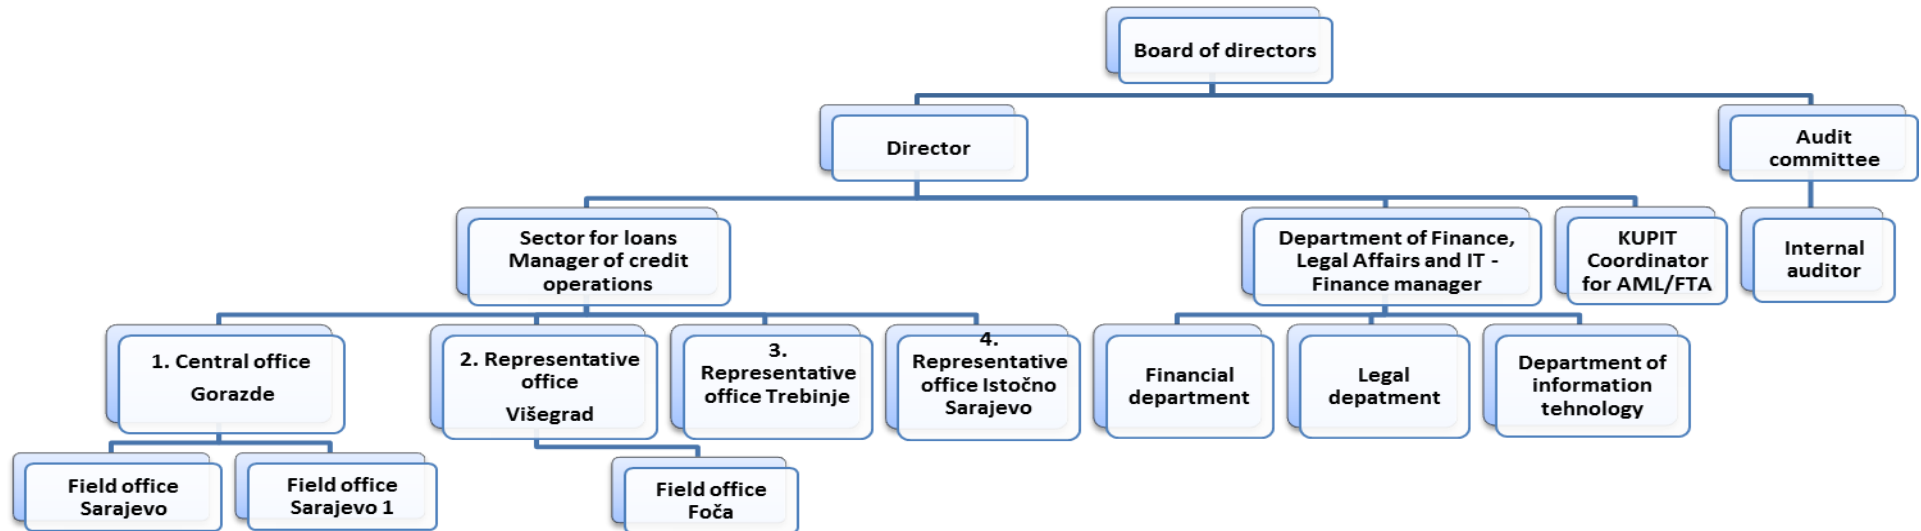 Board of directors
Director
Audit
committee
Sector for loans
Manager of credit
operations
Department of Finance,
Legal Affairs and IT -
Finance manager
KUPIT
Coordinator
for AML/FTA
Internal
auditor
1. Central office
Gorazde
2. Representative
office
Višegrad
3.
Representative
office Trebinje
4.
Representative
office Istočno
Sarajevo
Financial
department
Legal
depatment
Department of
information
tehnology
Field office
Sarajevo
Field office
Sarajevo 1
Field office
Foča